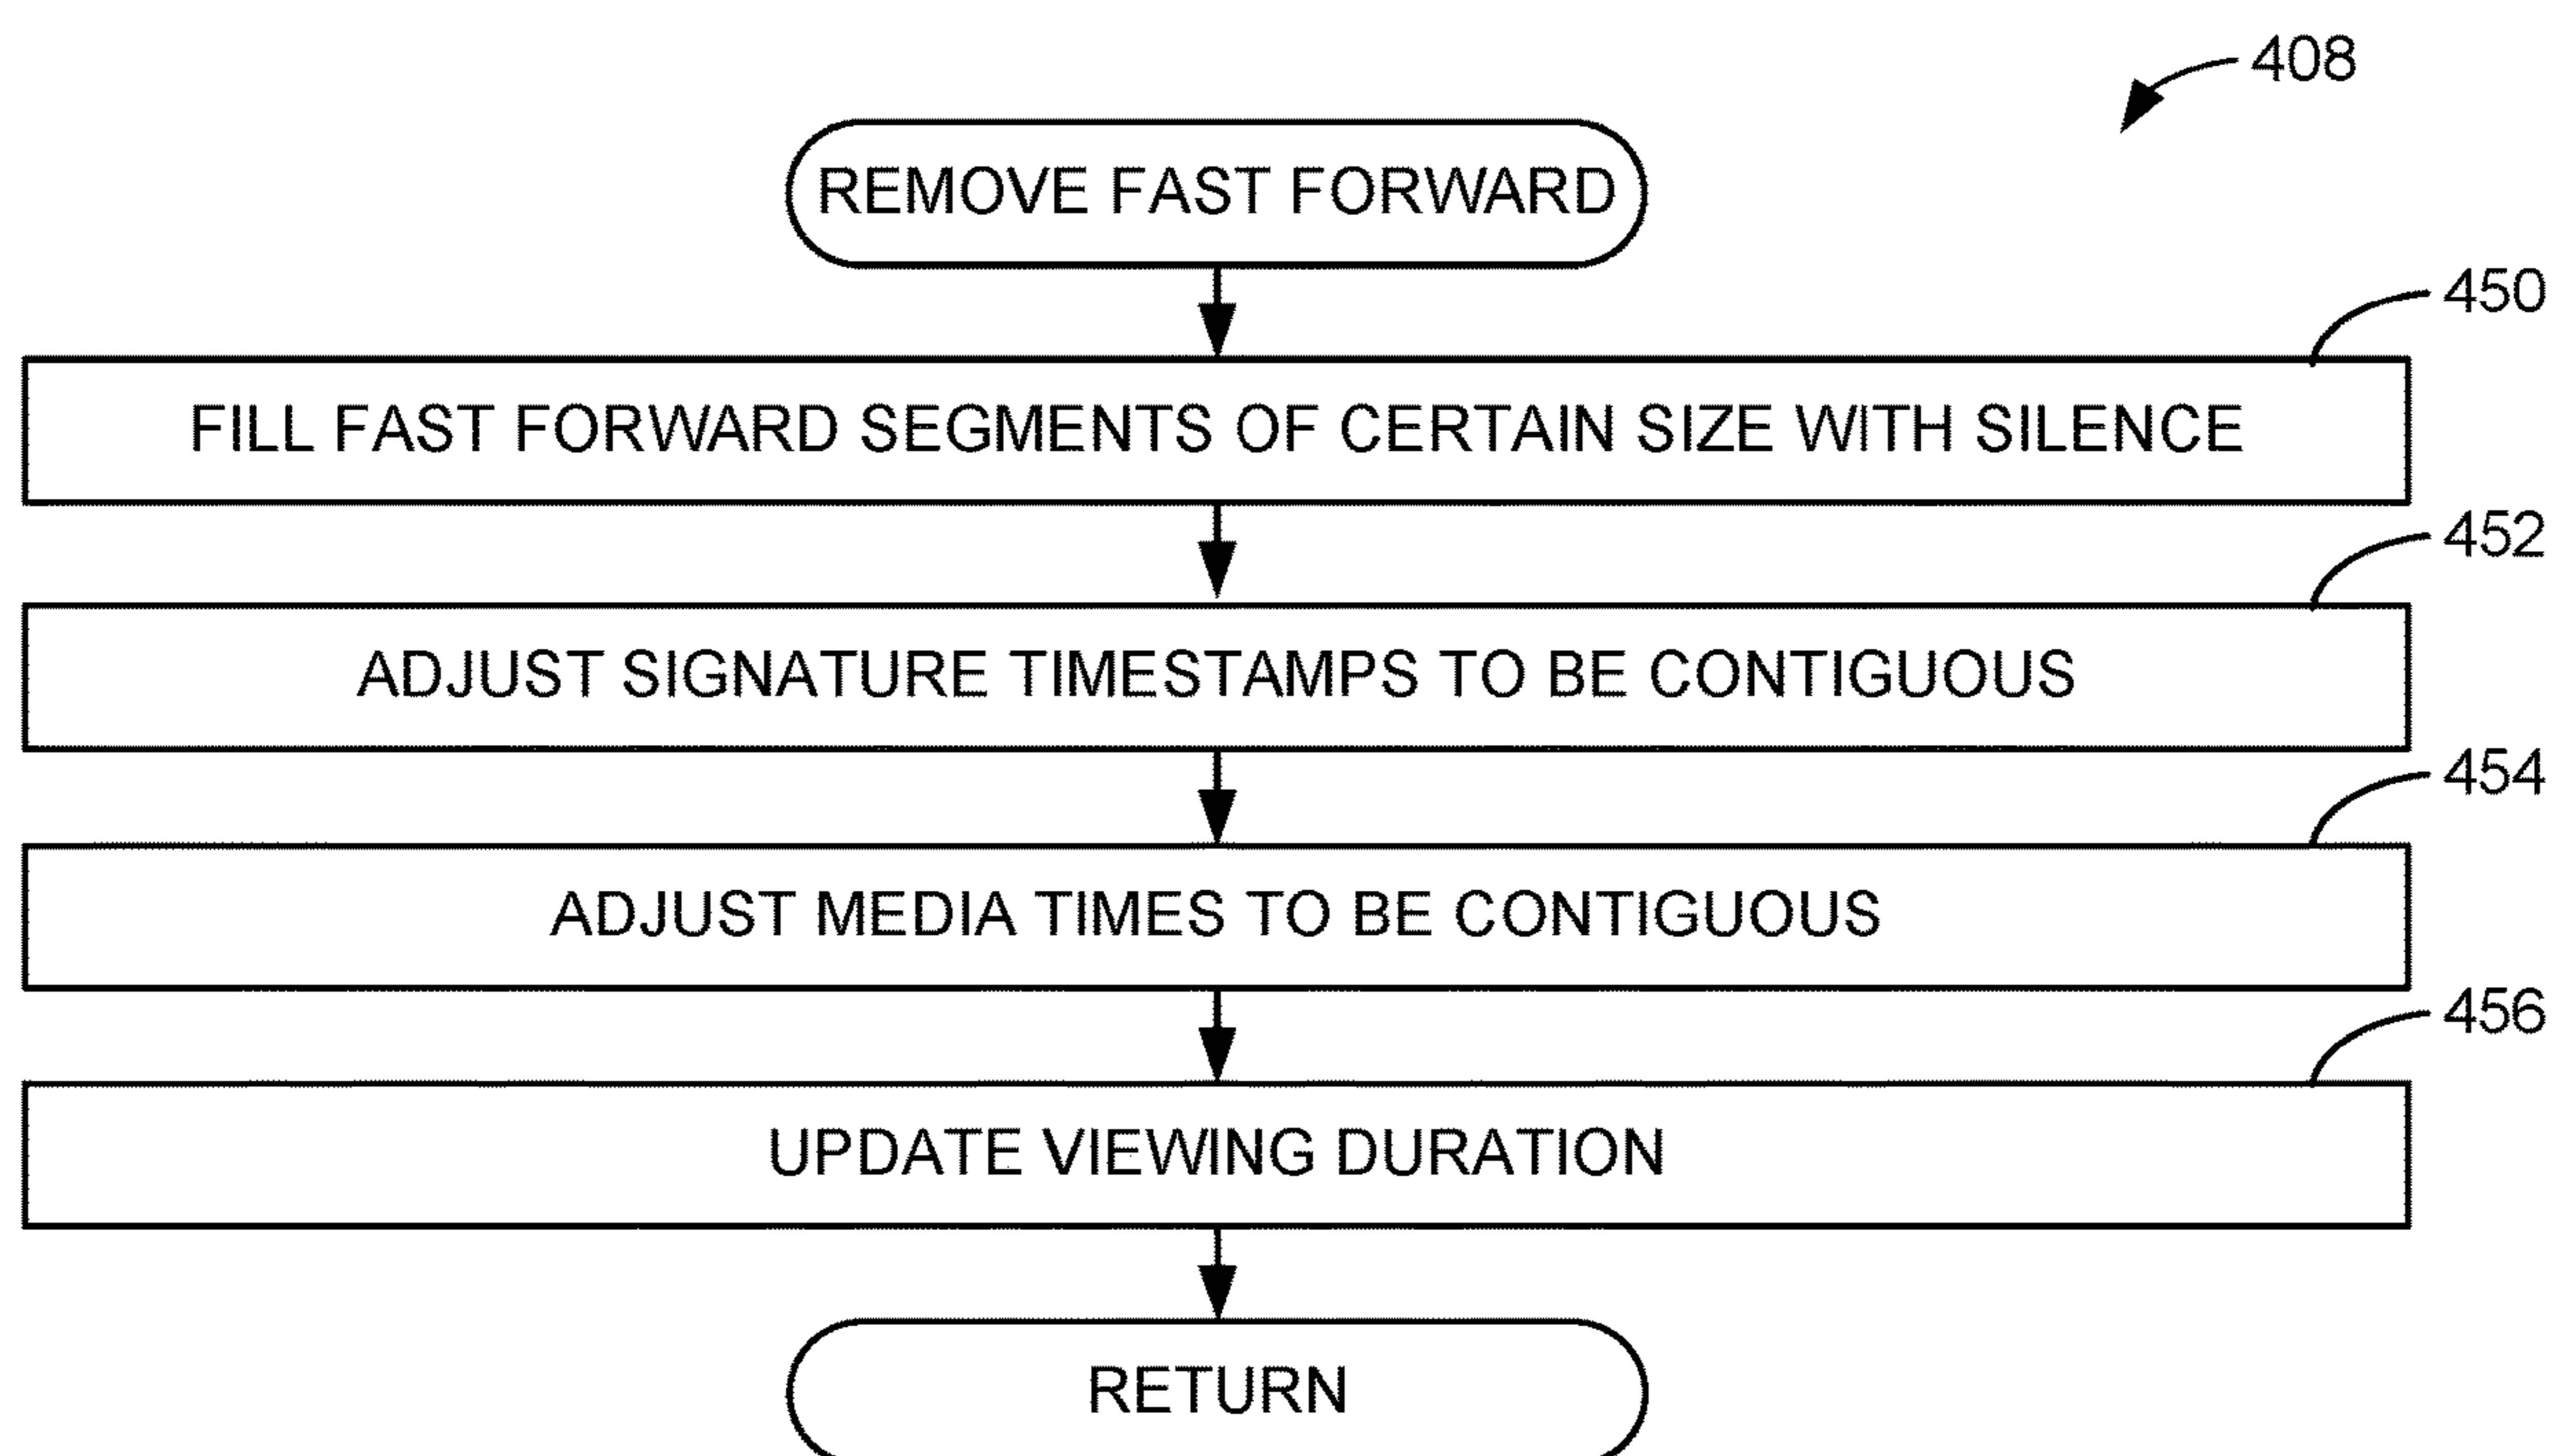 408
REMOVE FAST FORWARD
450
FILL FAST FORWARD SEGMENTS OF CERTAIN SIZE WITH SILENCE
452
ADJUST SIGNATURE TIMESTAMPS TO BE CONTIGUOUS
454
ADJUST MEDIA TIMES TO BE CONTIGUOUS
456
UPDATE VIEWING DURATION
RETURN